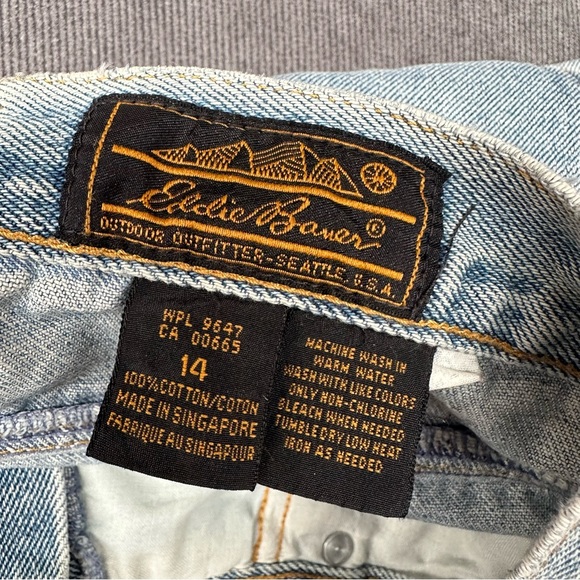 Eddie Bauer ©
OUTDOOR OUTFITTER-SEATTLE, U.S.A.
WPL 9647
CA 00665
14
100% COTTON/COTON
MADE IN SINGAPORE
FABRIQUE AU SINGAPOUR
MACHINE WASH IN
WARM WATER
WASH WITH LIKE COLORS
ONLY NON-CHLORINE
BLEACH WHEN NEEDED
TUMBLE DRY LOW HEAT
IRON AS NEEDED